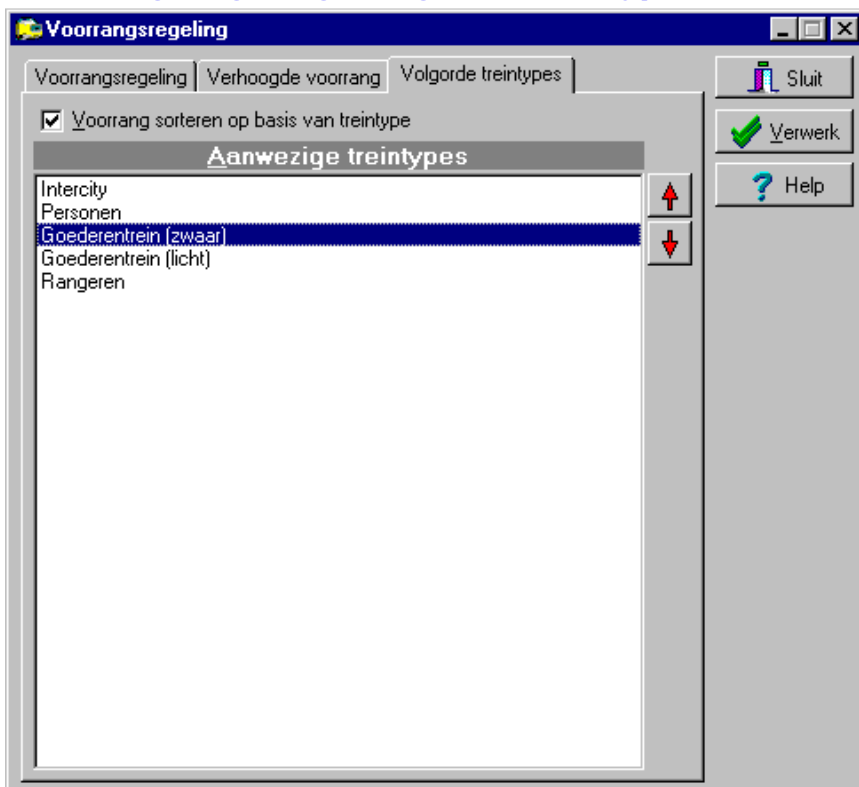 Voorrangsregeling
Voorrangsregeling Verhoogde voorrang Volgorde treintypes
Voorrang sorteren op basis van treintype
Aanwezige treintypes
Intercity
Personen
Goederentrein (zwaar)
Goederentrein (licht)
Rangeren
Sluit
Verwerk
Help